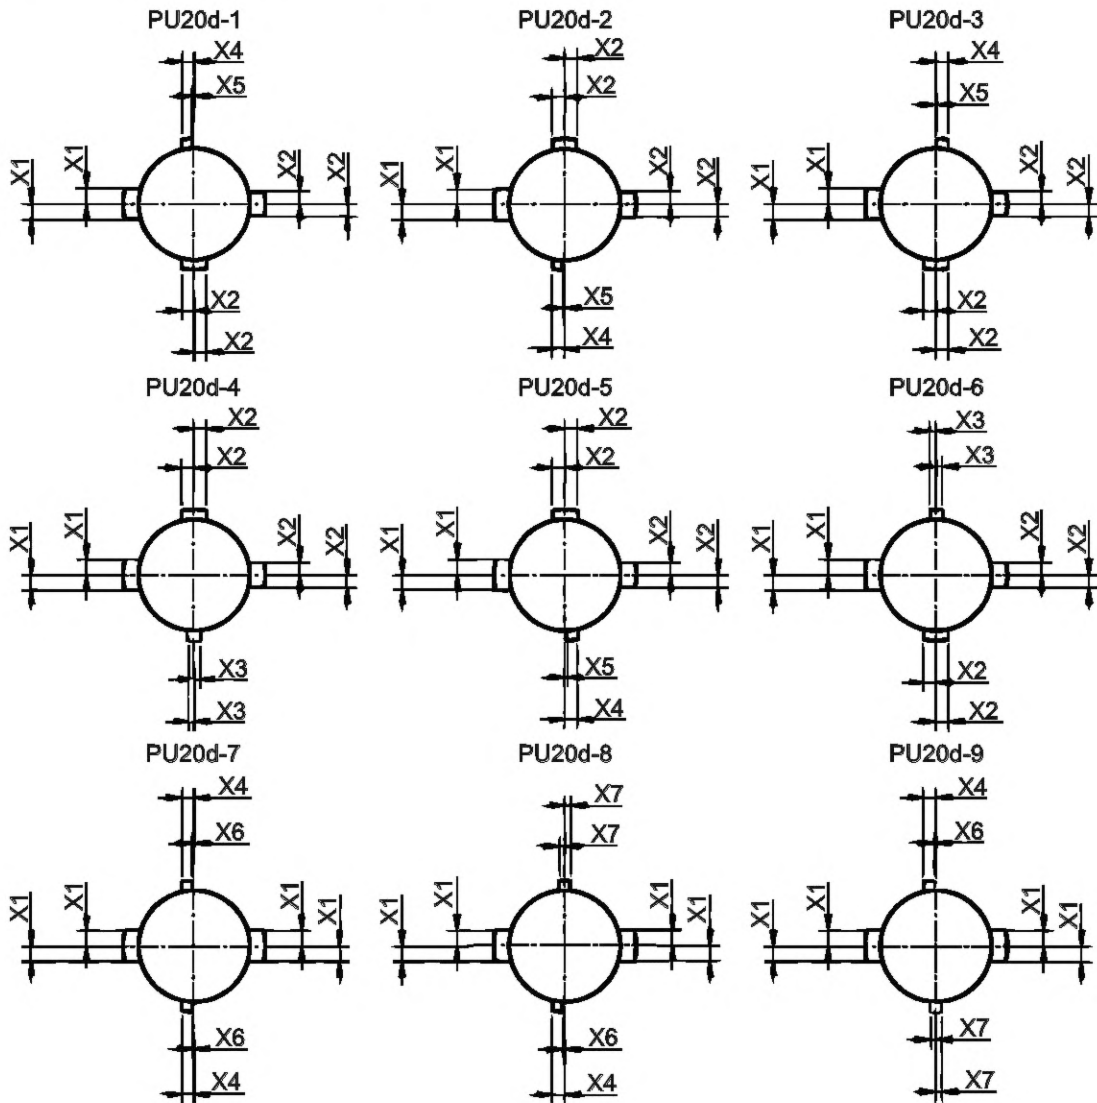 PU20d-1 PU20d-2 PU20d-3
X4 X2 X4
X5 X2 X5
X1 X1 X2 X2 X1 X1 X2 X2 X1 X1 X2 X2
X2 X5 X2
X2 X4 X2
PU20d-4 PU20d-5 PU20d-6
X2 X2 X3
X2 X2 X3
X1 X1 X2 X2 X1 X1 X2 X2 X1 X1 X2 X2
X3 X5 X2
X3 X4 X2
PU20d-7 PU20d-8 PU20d-9
X4 X7 X4
X6 X7 X6
X1 X1 X1 X1 X1 X1 X1 X1 X1 X1 X1 X1
X6 X6 X7
X4 X4 X7